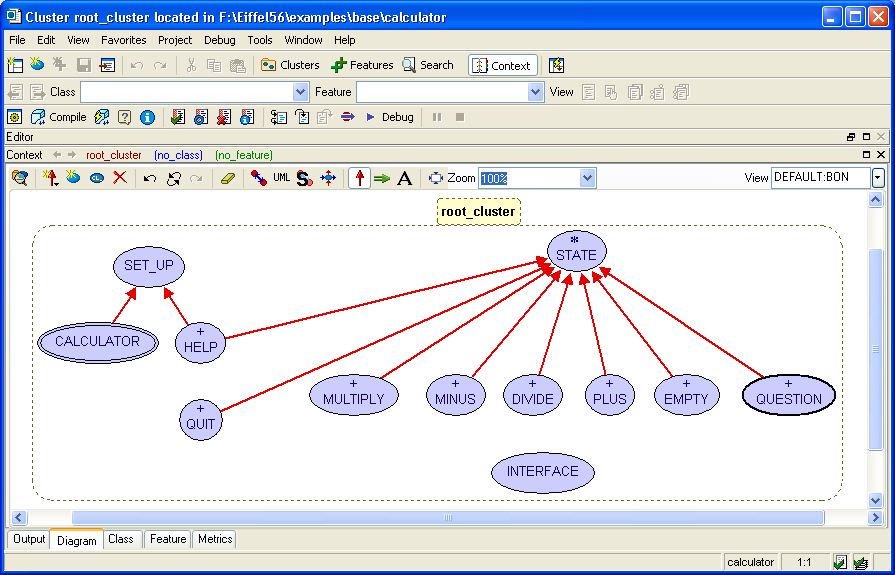 Cluster root_cluster located in F:\Eiffel56\examples\base\calculator
File Edit View Favorites Project Debug Tools Window Help
Clusters Features Search Context
Class Feature View
Compile Debug
Editor
Context root_cluster (no_class) (no_feature)
UML A Zoom 100% View DEFAULT:BON
root_cluster
*
STATE
SET_UP
CALCULATOR
+
HELP
+ + + + + +
MULTIPLY MINUS DIVIDE PLUS EMPTY QUESTION
+
QUIT
INTERFACE
Output Diagram Class Feature Metrics
calculator 1:1